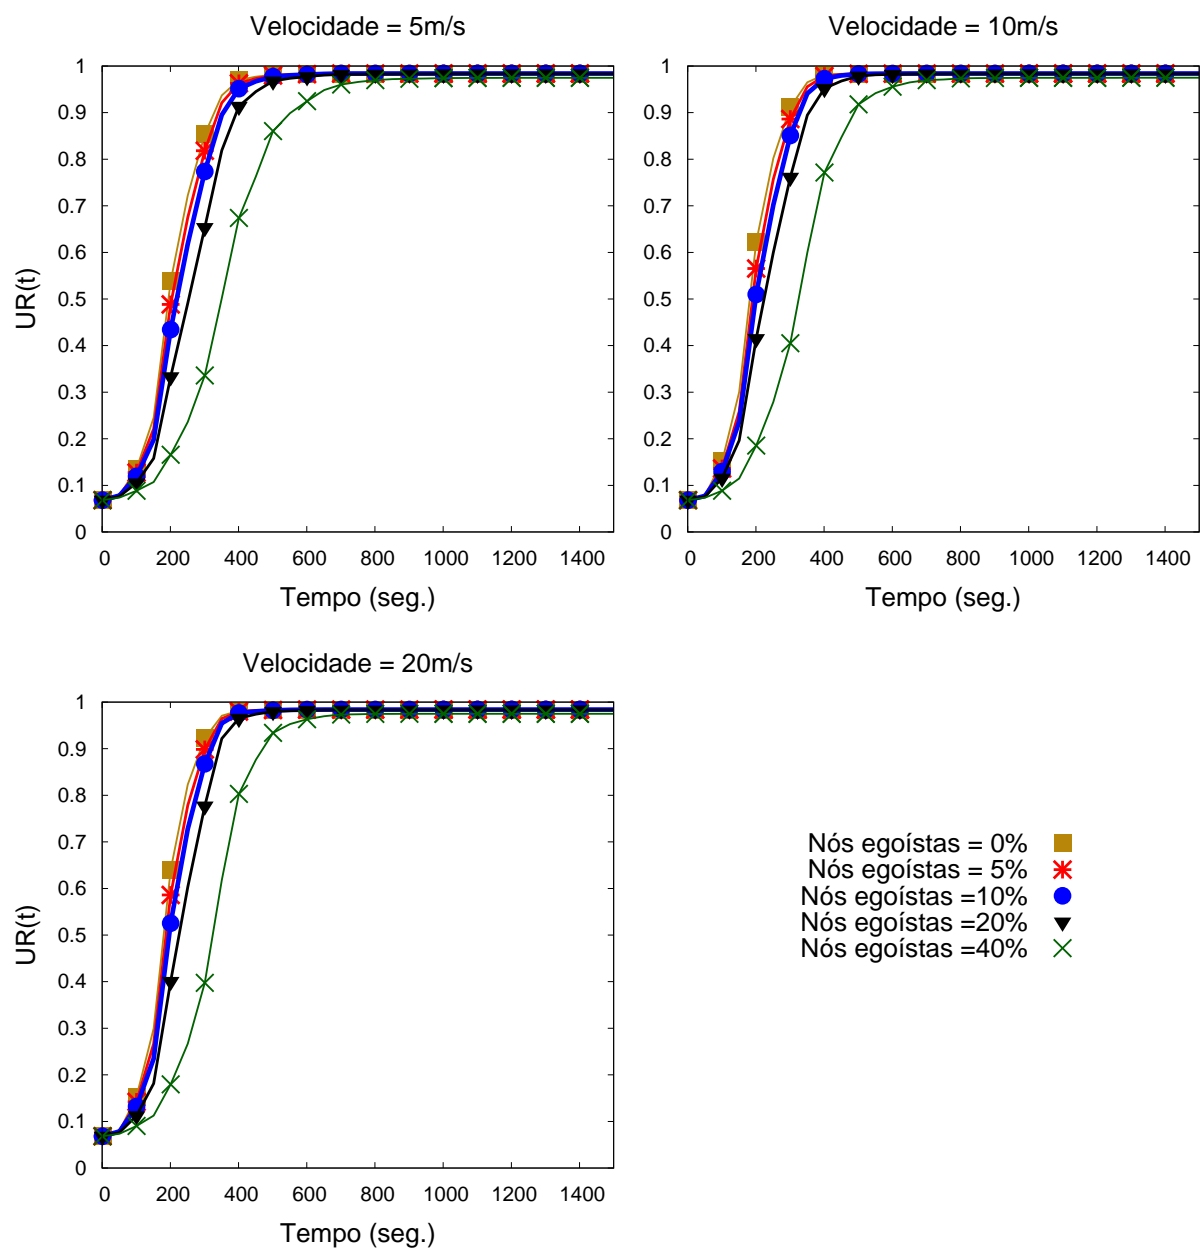 Velocidade = 5m/s
UR(t)
1
0.9
0.8
0.7
0.6
0.5
0.4
0.3
0.2
0.1
0
0 200 400 600 800 1000 1200 1400
Tempo (seg.)
Velocidade = 10m/s
1
0.9
0.8
0.7
0.6
0.5
0.4
0.3
0.2
0.1
0
0 200 400 600 800 1000 1200 1400
Tempo (seg.)
Velocidade = 20m/s
UR(t)
1
0.9
0.8
0.7
0.6
0.5
0.4
0.3
0.2
0.1
0
0 200 400 600 800 1000 1200 1400
Tempo (seg.)
Nós egoístas = 0%
Nós egoístas = 5%
Nós egoístas =10%
Nós egoístas =20%
Nós egoístas =40%